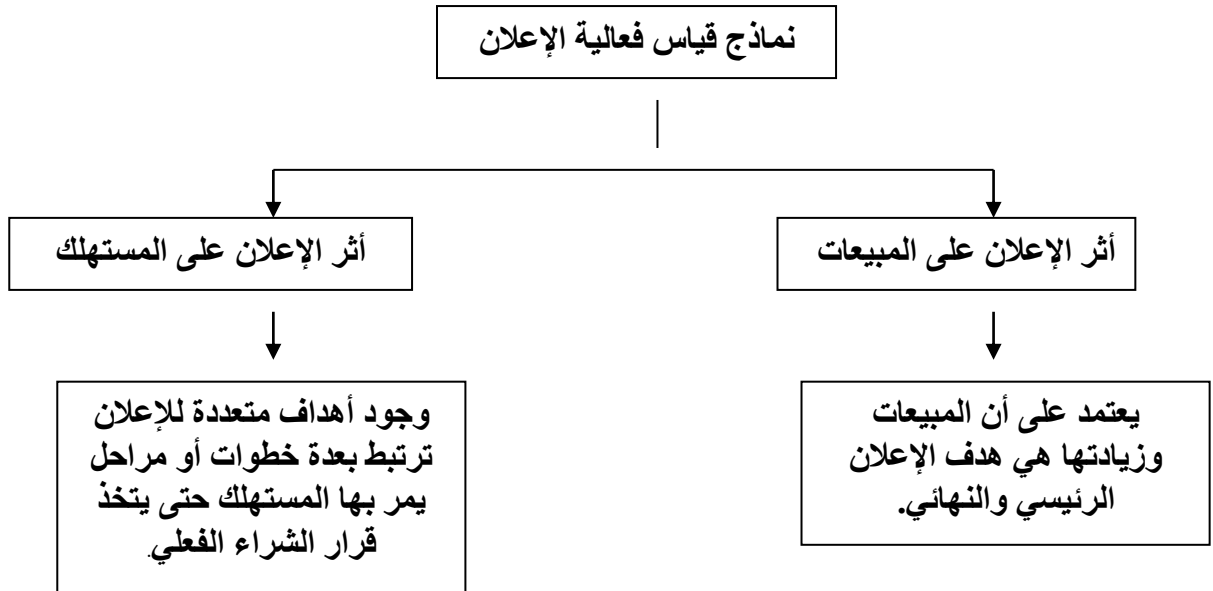 نماذج قياس فعالية الإعلان
أثر الإعلان على المبيعات
أثر الإعلان على المستهلك
يعتمد على أن المبيعات
وزيادتها هي هدف الإعلان
الرئيسي والنهائي.
وجود أهداف متعددة للإعلان
ترتبط بعدة خطوات أو مراحل
يمر بها المستهلك حتى يتخذ
قرار الشراء الفعلي.